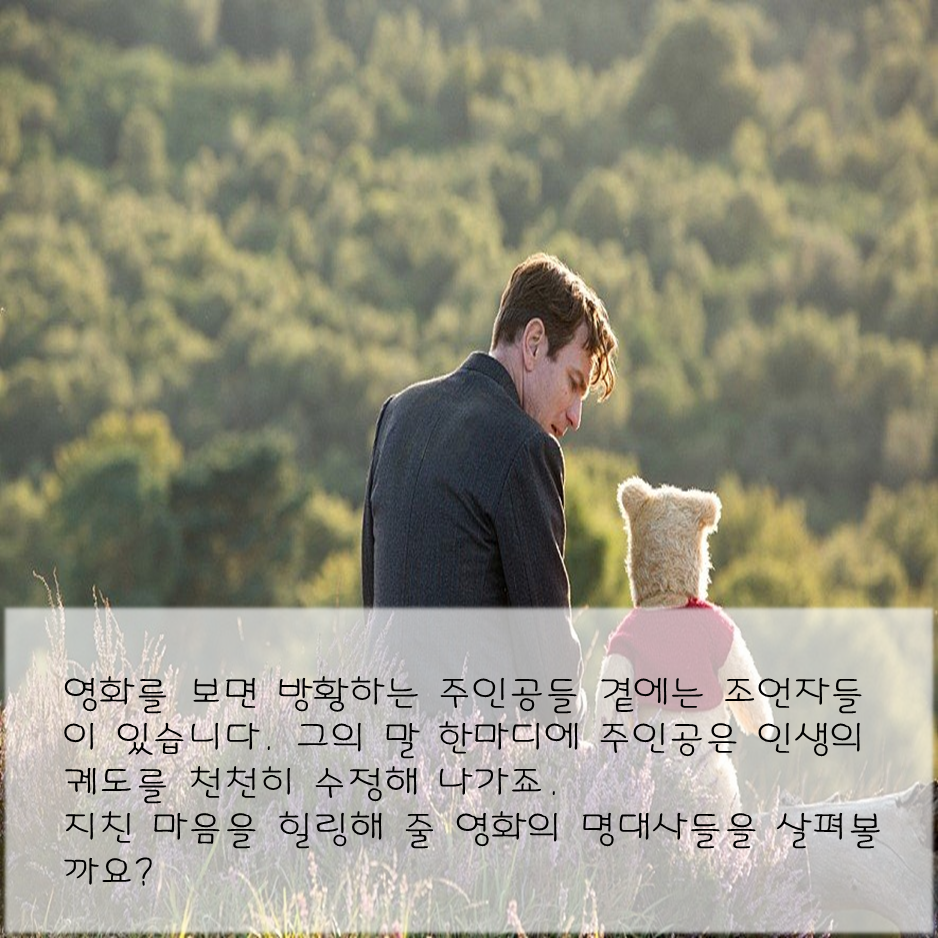 영화를 보면 방황하는 주인공들 곁에는 조언자들
이 있습니다. 그의 말 한마디에 주인공은 인생의
궤도를 천천히 수정해 나가죠.
지친 마음을 힐링해 줄 영화의 명대사들을 살펴볼
까요?